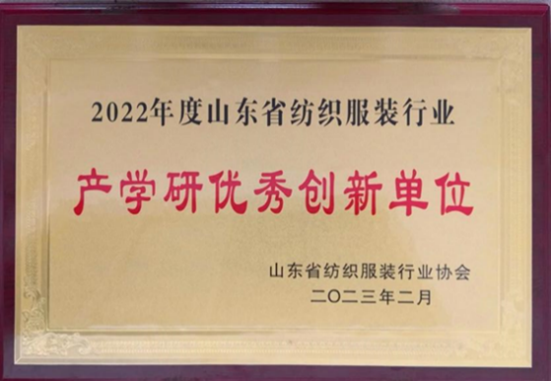 2022年度山东省纺织服装行业
产学研优秀创新单位
山东省纺织服装行业协会
二〇二三年二月